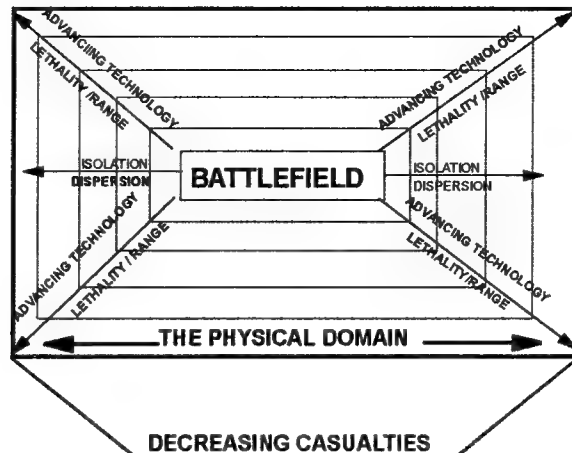 ADVANCIING TECHNOLOGY
LETHALITY /RANGE
ADVANCING TECHNOLOGY
LETHALITY /RANGE
ISOLATION
DISPERSION
BATTLEFIELD
ISOLATION
DISPERSION
ADVANCING TECHNOLOGY
LETHALITY / RANGE
ADVANCING TECHNOLOGY
LETHALITY/RANGE
THE PHYSICAL DOMAIN
DECREASING CASUALTIES